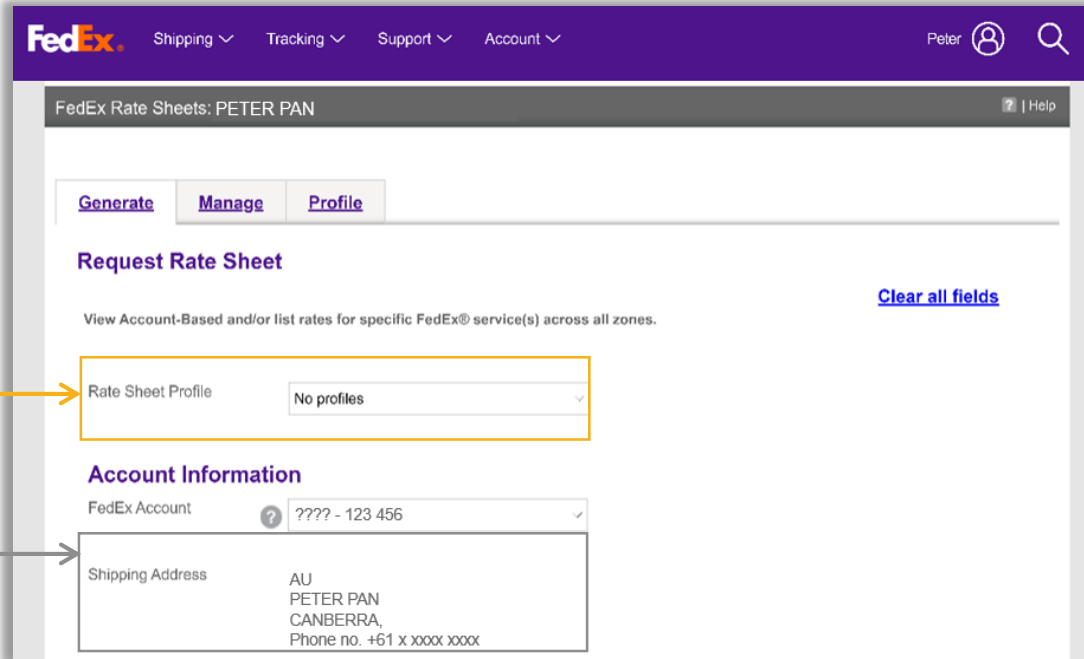 FedEx. Shipping Tracking Support Account Peter
FedEx Rate Sheets: PETER PAN ? | Help
Generate Manage Profile
Request Rate Sheet
Clear all fields
View Account-Based and/or list rates for specific FedEx® service(s) across all zones.
Rate Sheet Profile No profiles
Account Information
FedEx Account ? ???? - 123 456
Shipping Address
AU
PETER PAN
CANBERRA,
Phone no. +61 x xxxx xxxx